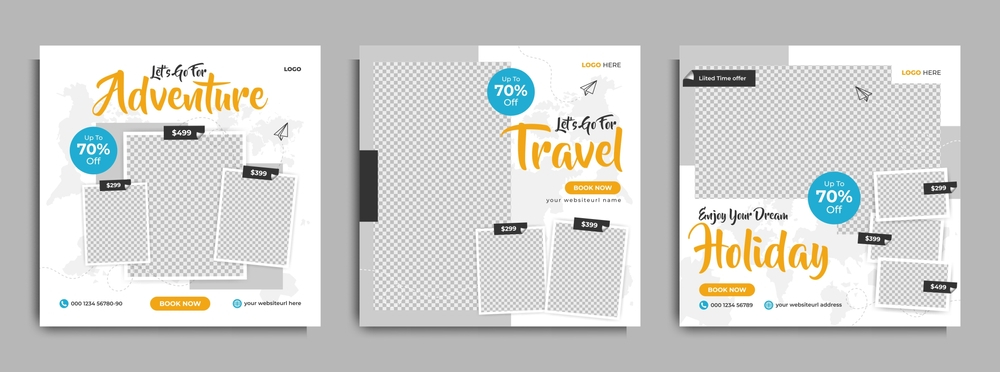 Let's Go For
LOGO
Adventure
$499
Up To
70%
Off
$399
$299
000 1234 56780-90
BOOK NOW
your websiteurl here
LOGO HERE
Up To
70%
Off
Let's Go For
Travel
BOOK NOW
your websiteurl name
$299
$399
LOGO HERE
Liited Time offer
Up To
70%
Off
$299
Enjoy Your Dream
Holiday
$399
$499
BOOK NOW
000 1234 56789
your websiteurl address